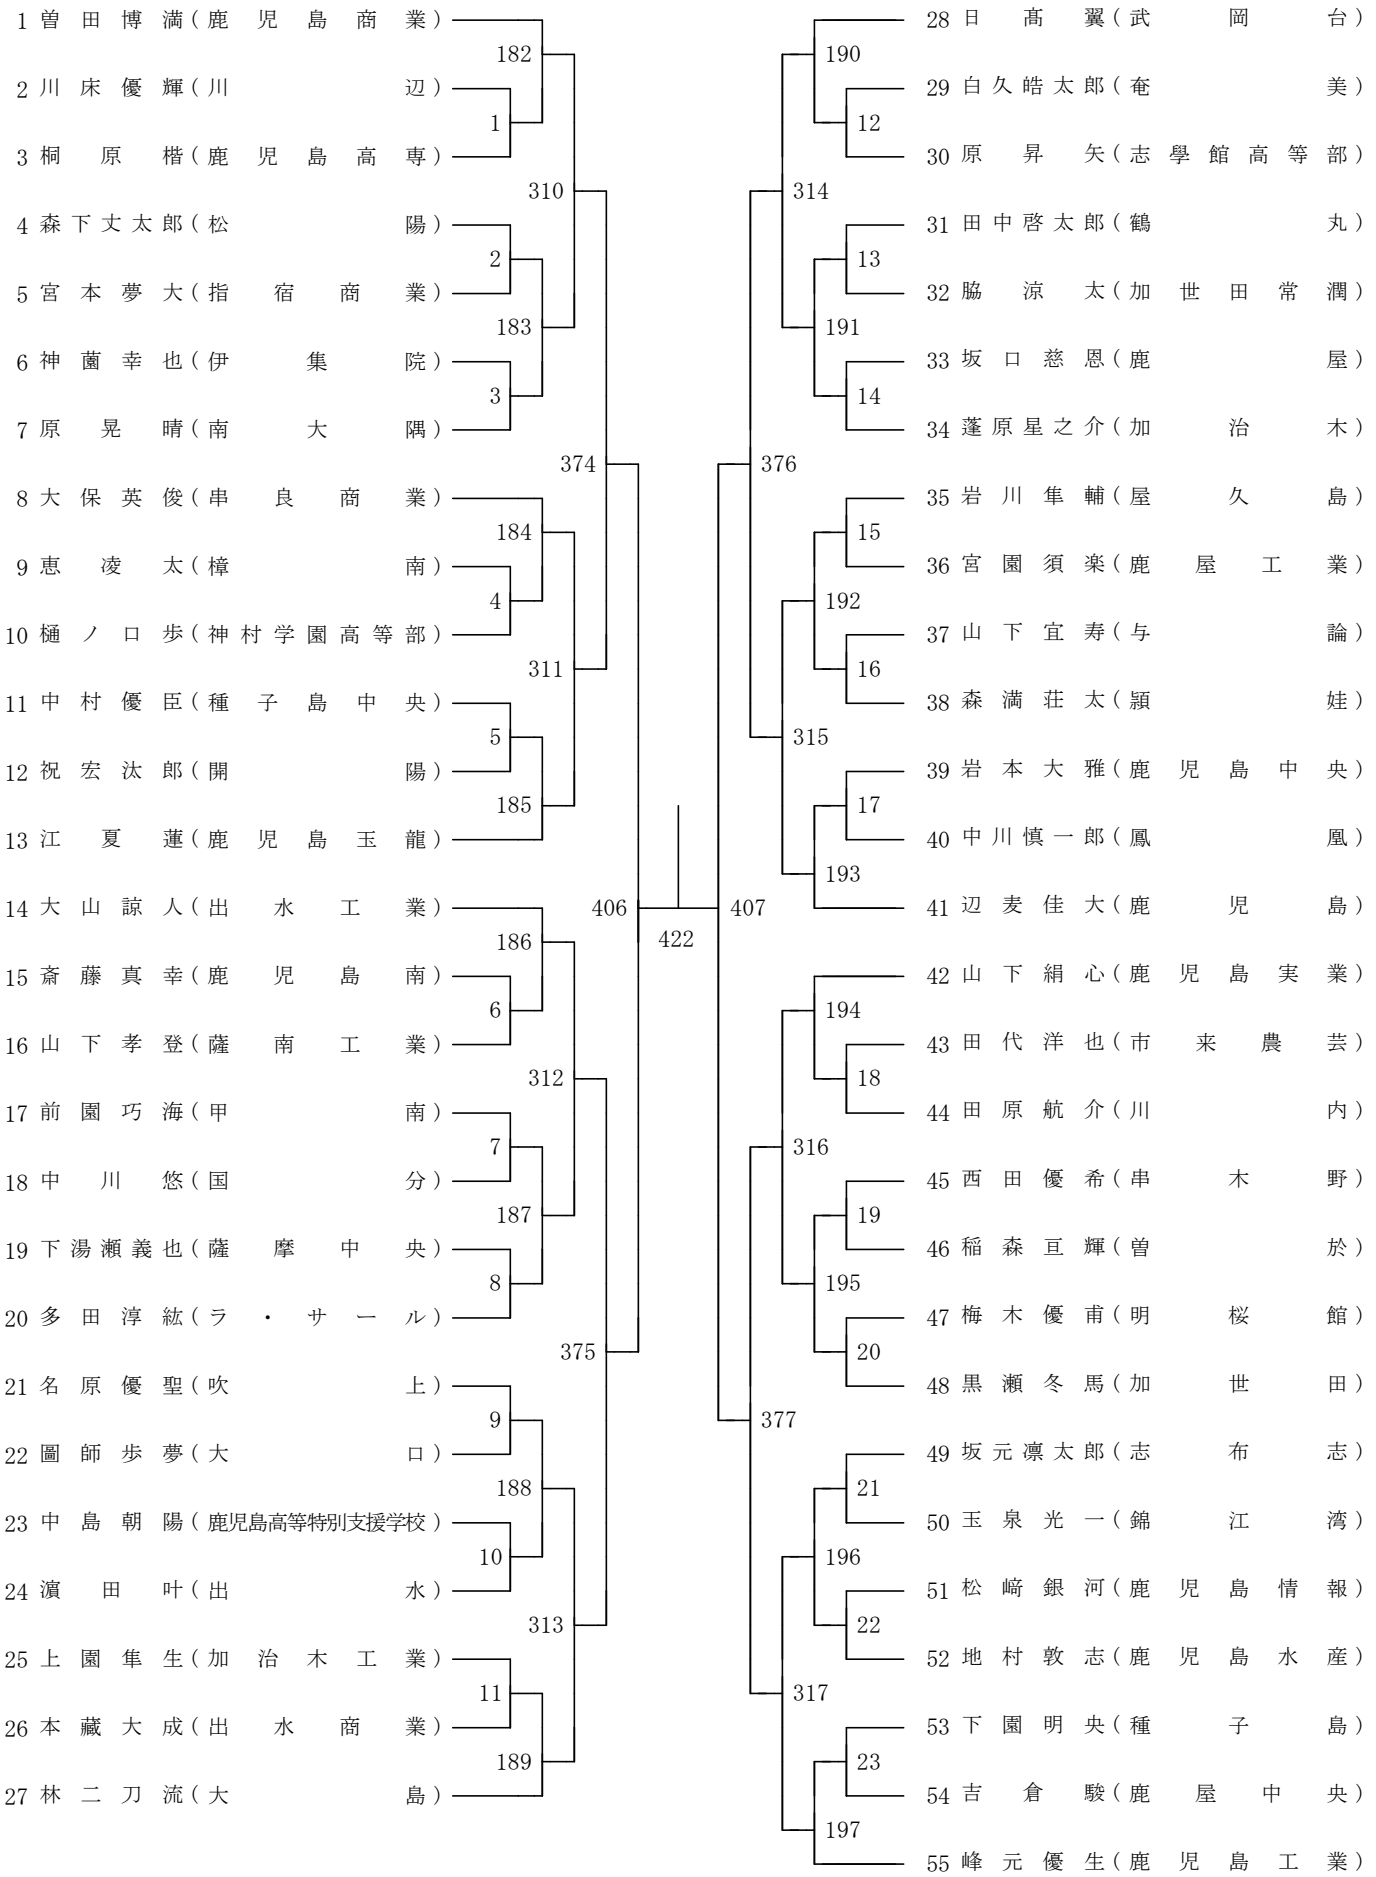 1 曽田博満(鹿児島商業)
182
2 川床優輝(川辺)
1
3 桐原楷(鹿児島高専)
310
4 森下丈太郎(松陽)
2
5 宮本夢大(指宿商業)
183
6 神薗幸也(伊集院)
3
7 原晃晴(南大隅)
374
8 大保英俊(串良商業)
184
9 恵凌太(樟南)
4
10 樋ノ口歩(神村学園高等部)
311
11 中村優臣(種子島中央)
5
12 祝宏汰郎(開陽)
185
13 江夏蓮(鹿児島玉龍)
14 大山諒人(出水工業)
406
186
15 斎藤真幸(鹿児島南)
6
16 山下孝登(薩南工業)
312
17 前園巧海(甲南)
7
18 中川悠(国分)
187
19 下湯瀬義也(薩摩中央)
8
20 多田淳紘(ラ・サール)
375
21 名原優聖(吹上)
9
22 圖師歩夢(大口)
188
23 中島朝陽(鹿児島高等特別支援学校)
10
24 濵田叶(出水)
313
25 上園隼生(加治木工業)
11
26 本藏大成(出水商業)
189
27 林二刀流(大島)
422
28 日髙翼(武岡台)
190
29 白久皓太郎(奄美)
12
30 原昇矢(志學館高等部)
314
31 田中啓太郎(鶴丸)
13
32 脇涼太(加世田常潤)
191
33 坂口慈恩(鹿屋)
14
34 蓬原星之介(加治木)
376
35 岩川隼輔(屋久島)
15
36 宮園須楽(鹿屋工業)
192
37 山下宜寿(与論)
16
38 森満荘太(頴娃)
315
39 岩本大雅(鹿児島中央)
17
40 中川慎一郎(鳳凰)
193
41 辺麦佳大(鹿児島)
407
42 山下絹心(鹿児島実業)
194
43 田代洋也(市来農芸)
18
44 田原航介(川内)
316
45 西田優希(串木野)
19
46 稲森亘輝(曽於)
195
47 梅木優甫(明桜館)
20
48 黒瀬冬馬(加世田)
377
49 坂元凛太郎(志布志)
21
50 玉泉光一(錦江湾)
196
51 松﨑銀河(鹿児島情報)
22
52 地村敦志(鹿児島水産)
317
53 下園明央(種子島)
23
54 吉倉駿(鹿屋中央)
197
55 峰元優生(鹿児島工業)